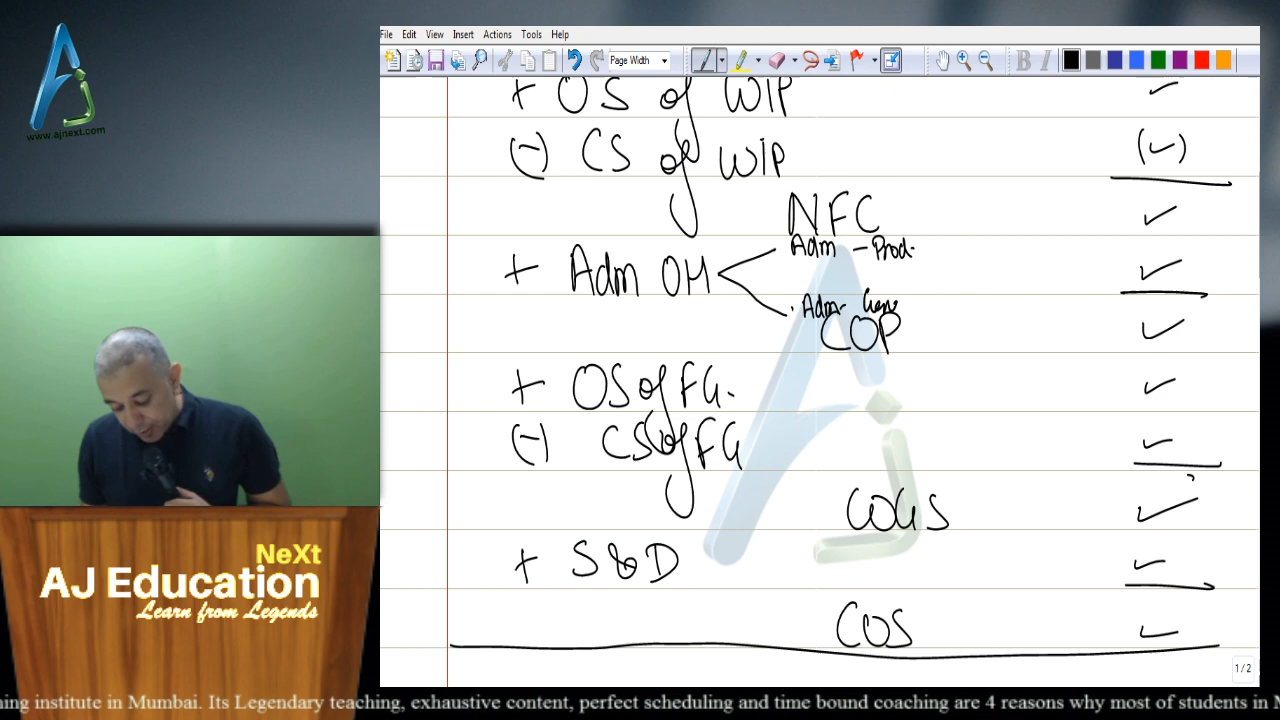 www.ajnext.com
File Edit View Insert Actions Tools Help
Page Width
B I
+ OS of WIP
(-) CS of WIP
NFC
Adm - Prod.
+ Adm OH
Adm
COP
+ OS of FG.
(-) CS of FG
COGS
+ S&D
COS
1/2
NeXt
AJ Education
Learn from Legends
ning institute in Mumbai. Its Legendary teaching, exhaustive content, perfect scheduling and time bound coaching are 4 reasons why most of students in